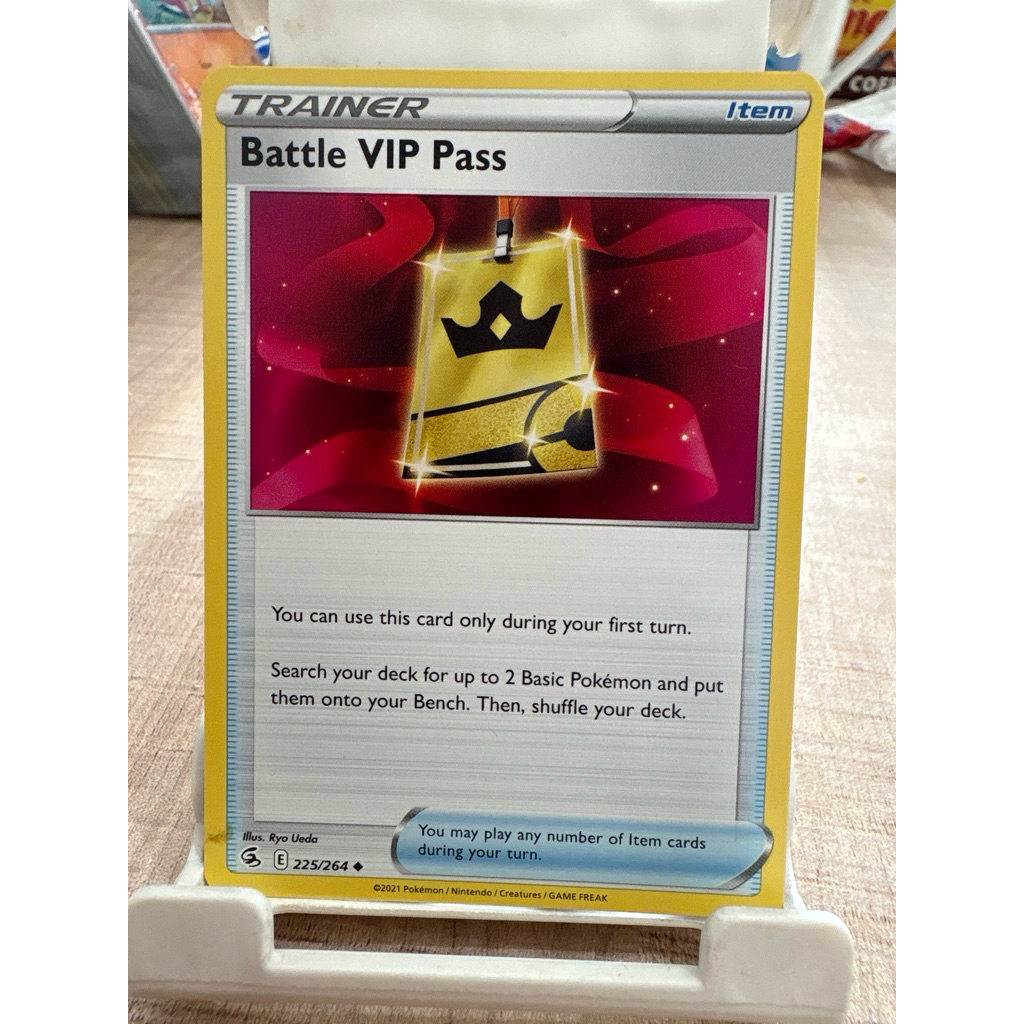 TRAINER
Item
Battle VIP Pass
You can use this card only during your first turn.
Search your deck for up to 2 Basic Pokémon and put
them onto your Bench. Then, shuffle your deck.
You may play any number of Item cards
during your turn.
Illus. Ryo Ueda
E 225/264
©2021 Pokémon / Nintendo / Creatures / GAME FREAK